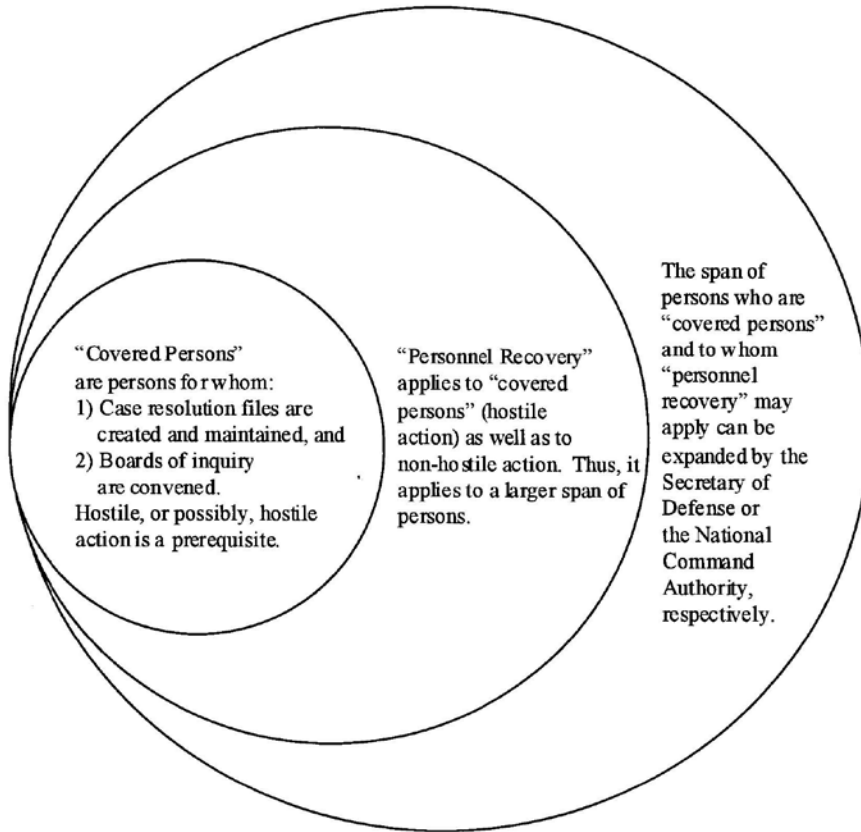 “Covered Persons”
are persons for whom:
1) Case resolution files are
created and maintained, and
2) Boards of inquiry
are convened.
Hostile, or possibly, hostile
action is a prerequisite.
“Personnel Recovery”
applies to “covered
persons” (hostile
action) as well as to
non-hostile action. Thus, it
applies to a larger span of
persons.
The span of
persons who are
“covered persons”
and to whom
“personnel
recovery” may
apply can be
expanded by the
Secretary of
Defense or
the National
Command
Authority,
respectively.